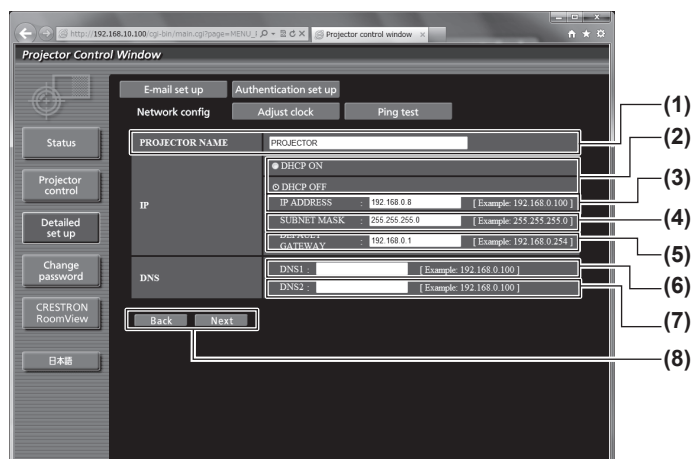 http://192.168.10.100/cgi-bin/main.cgi?page=MENU_I
Projector control window
Projector Control Window
E-mail set up Authentication set up
Network config Adjust clock Ping test
(1)
Status PROJECTOR NAME PROJECTOR
(2)
DHCP ON
(3)
Projector control
DHCP OFF
IP IP ADDRESS : 192.168.0.8 [ Example: 192.168.0.100 ]
(4)
Detailed set up
SUBNET MASK : 255.255.255.0 [ Example: 255.255.255.0 ]
DEFAULT GATEWAY : 192.168.0.1 [ Example: 192.168.0.254 ]
(5)
Change password
DNS DNS1 : [ Example: 192.168.0.100 ]
(6)
DNS2 : [ Example: 192.168.0.100 ]
(7)
CRESTRON RoomView
Back Next
(8)
日本語